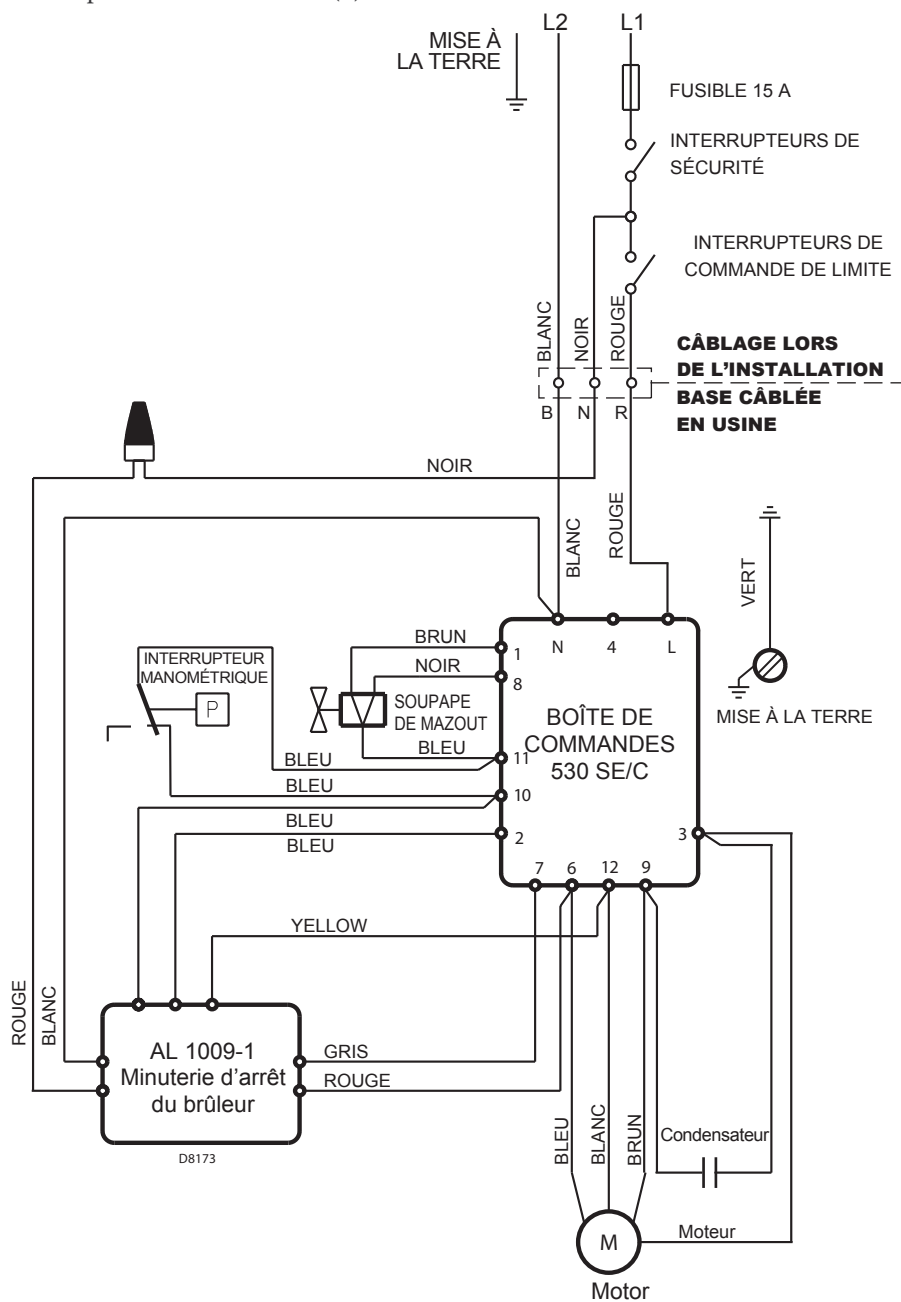 L2
L1
MISE À
LA TERRE
FUSIBLE 15 A
INTERRUPTEURS DE
SÉCURITÉ
INTERRUPTEURS DE
COMMANDE DE LIMITE
BLANC
NOIR
ROUGE
CÂBLAGE LORS
DE L'INSTALLATION
BASE CÂBLÉE
EN USINE
B
N
R
NOIR
BLANC
ROUGE
VERT
MISE À LA TERRE
BRUN
NOIR
INTERRUPTEUR
MANOMÉTRIQUE
P
SOUPAPE
DE MAZOUT
BLEU
BLEU
BLEU
BLEU
BLEU
1
N
4
L
8
11
10
2
3
7
6
12
9
BOÎTE DE
COMMANDES
530 SE/C
YELLOW
ROUGE
BLANC
AL 1009-1
Minuterie d'arrêt
du brûleur
GRIS
ROUGE
D8173
BLEU
BLANC
BRUN
Condensateur
M
Moteur
Motor